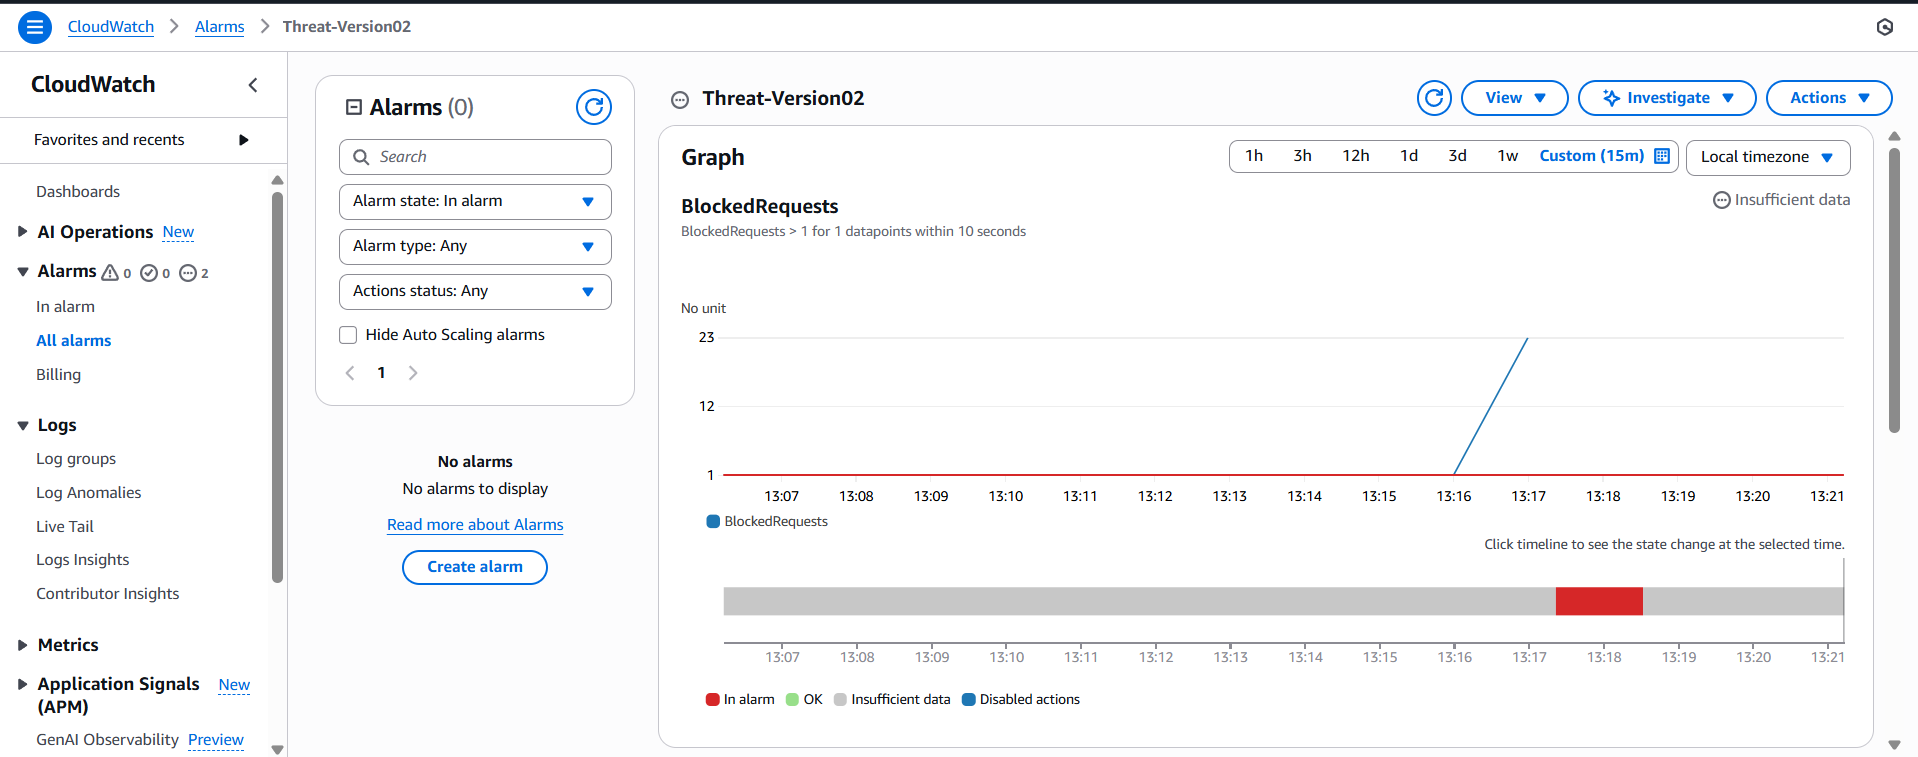 CloudWatch > Alarms > Threat-Version02
CloudWatch
Favorites and recents
Dashboards
AI Operations New
Alarms 0 0 2
In alarm
All alarms
Billing
Logs
Log groups
Log Anomalies
Live Tail
Logs Insights
Contributor Insights
Metrics
Application Signals New
(APM)
GenAI Observability Preview
Alarms (0)
Search
Alarm state: In alarm
Alarm type: Any
Actions status: Any
Hide Auto Scaling alarms
1
No alarms
No alarms to display
Read more about Alarms
Create alarm
Threat-Version02
View
Investigate
Actions
Graph
1h 3h 12h 1d 3d 1w Custom (15m)
Local timezone
BlockedRequests
Insufficient data
BlockedRequests > 1 for 1 datapoints within 10 seconds
No unit
23
12
1
13:07 13:08 13:09 13:10 13:11 13:12 13:13 13:14 13:15 13:16 13:17 13:18 13:19 13:20 13:21
BlockedRequests
Click timeline to see the state change at the selected time.
13:07 13:08 13:09 13:10 13:11 13:12 13:13 13:14 13:15 13:16 13:17 13:18 13:19 13:20 13:21
In alarm OK Insufficient data Disabled actions